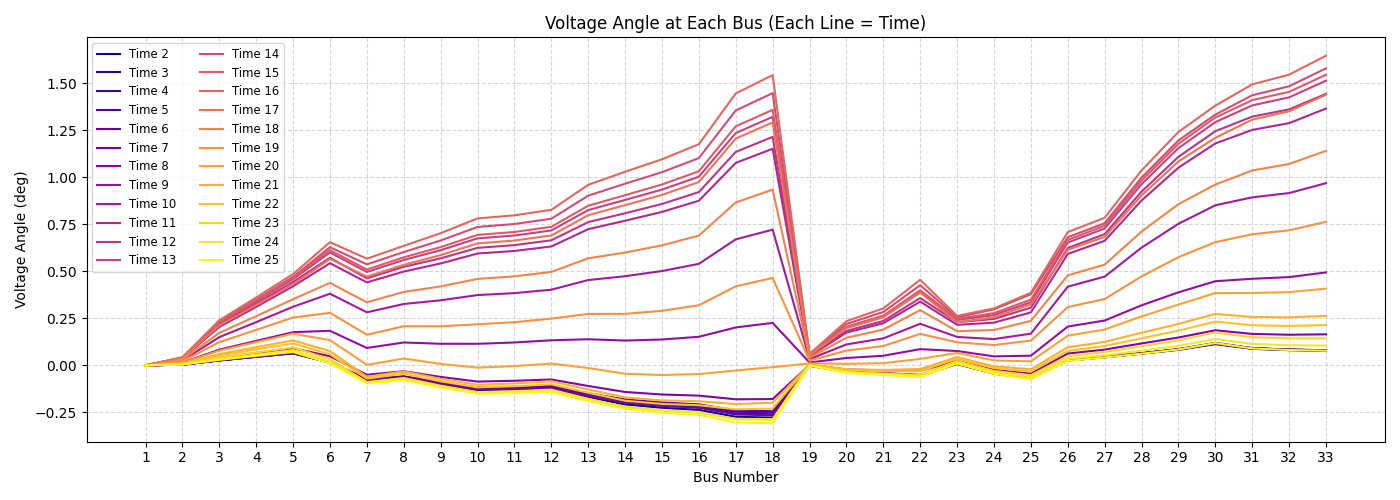 Voltage Angle at Each Bus (Each Line = Time)
Time 2
Time 3
Time 4
Time 5
Time 6
Time 7
Time 8
Time 9
Time 10
Time 11
Time 12
Time 13
Time 14
Time 15
Time 16
Time 17
Time 18
Time 19
Time 20
Time 21
Time 22
Time 23
Time 24
Time 25
Voltage Angle (deg)
1.50
1.25
1.00
0.75
0.50
0.25
0.00
−0.25
1 2 3 4 5 6 7 8 9 10 11 12 13 14 15 16 17 18 19 20 21 22 23 24 25 26 27 28 29 30 31 32 33
Bus Number